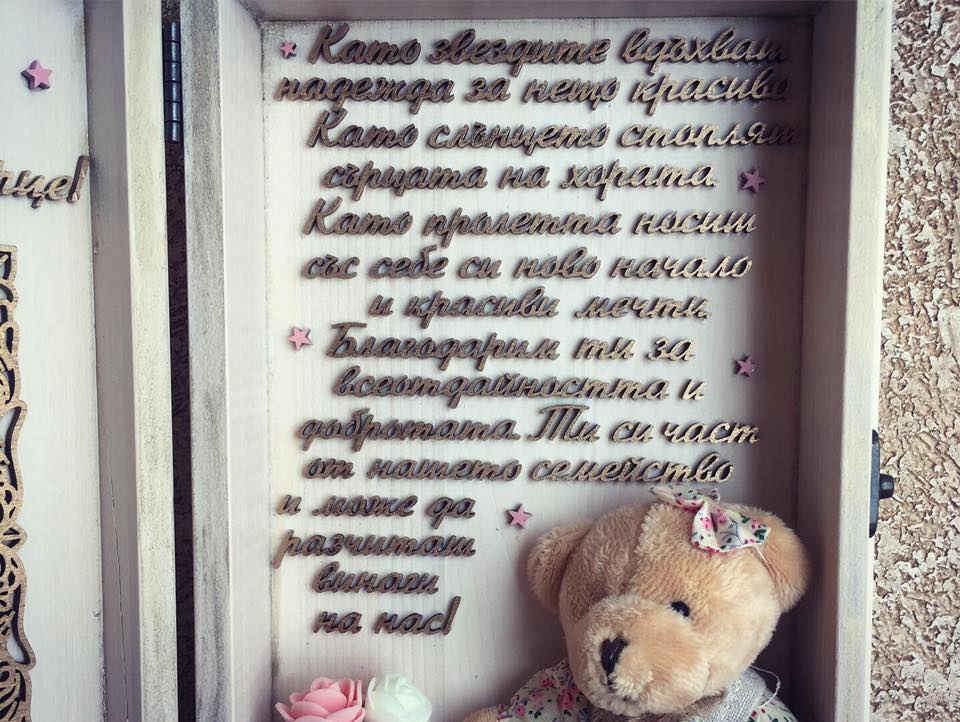 Като звездите вдъхваш
надежда за нещо красиво
Като слънцето стопляш
сърцата на хората.
Като пролетта носиш
със себе си ново начало
и красиви мечти.
Благодарим ти за
всеотдайността и
добротата. Ти си част
от нашето семейство
и може да
разчиташ
винаги
на нас!